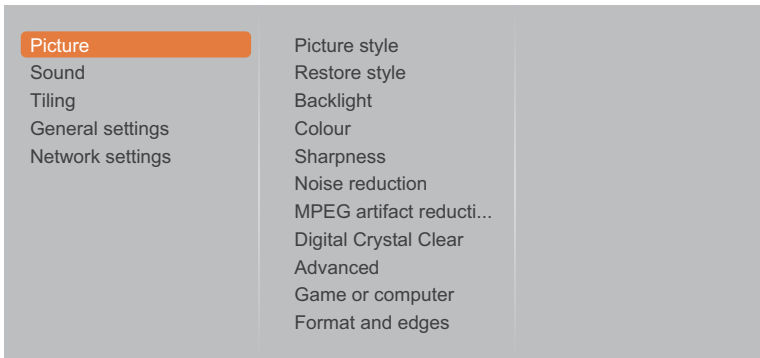 Picture
Sound
Tiling
General settings
Network settings
Picture style
Restore style
Backlight
Colour
Sharpness
Noise reduction
MPEG artifact reducti...
Digital Crystal Clear
Advanced
Game or computer
Format and edges